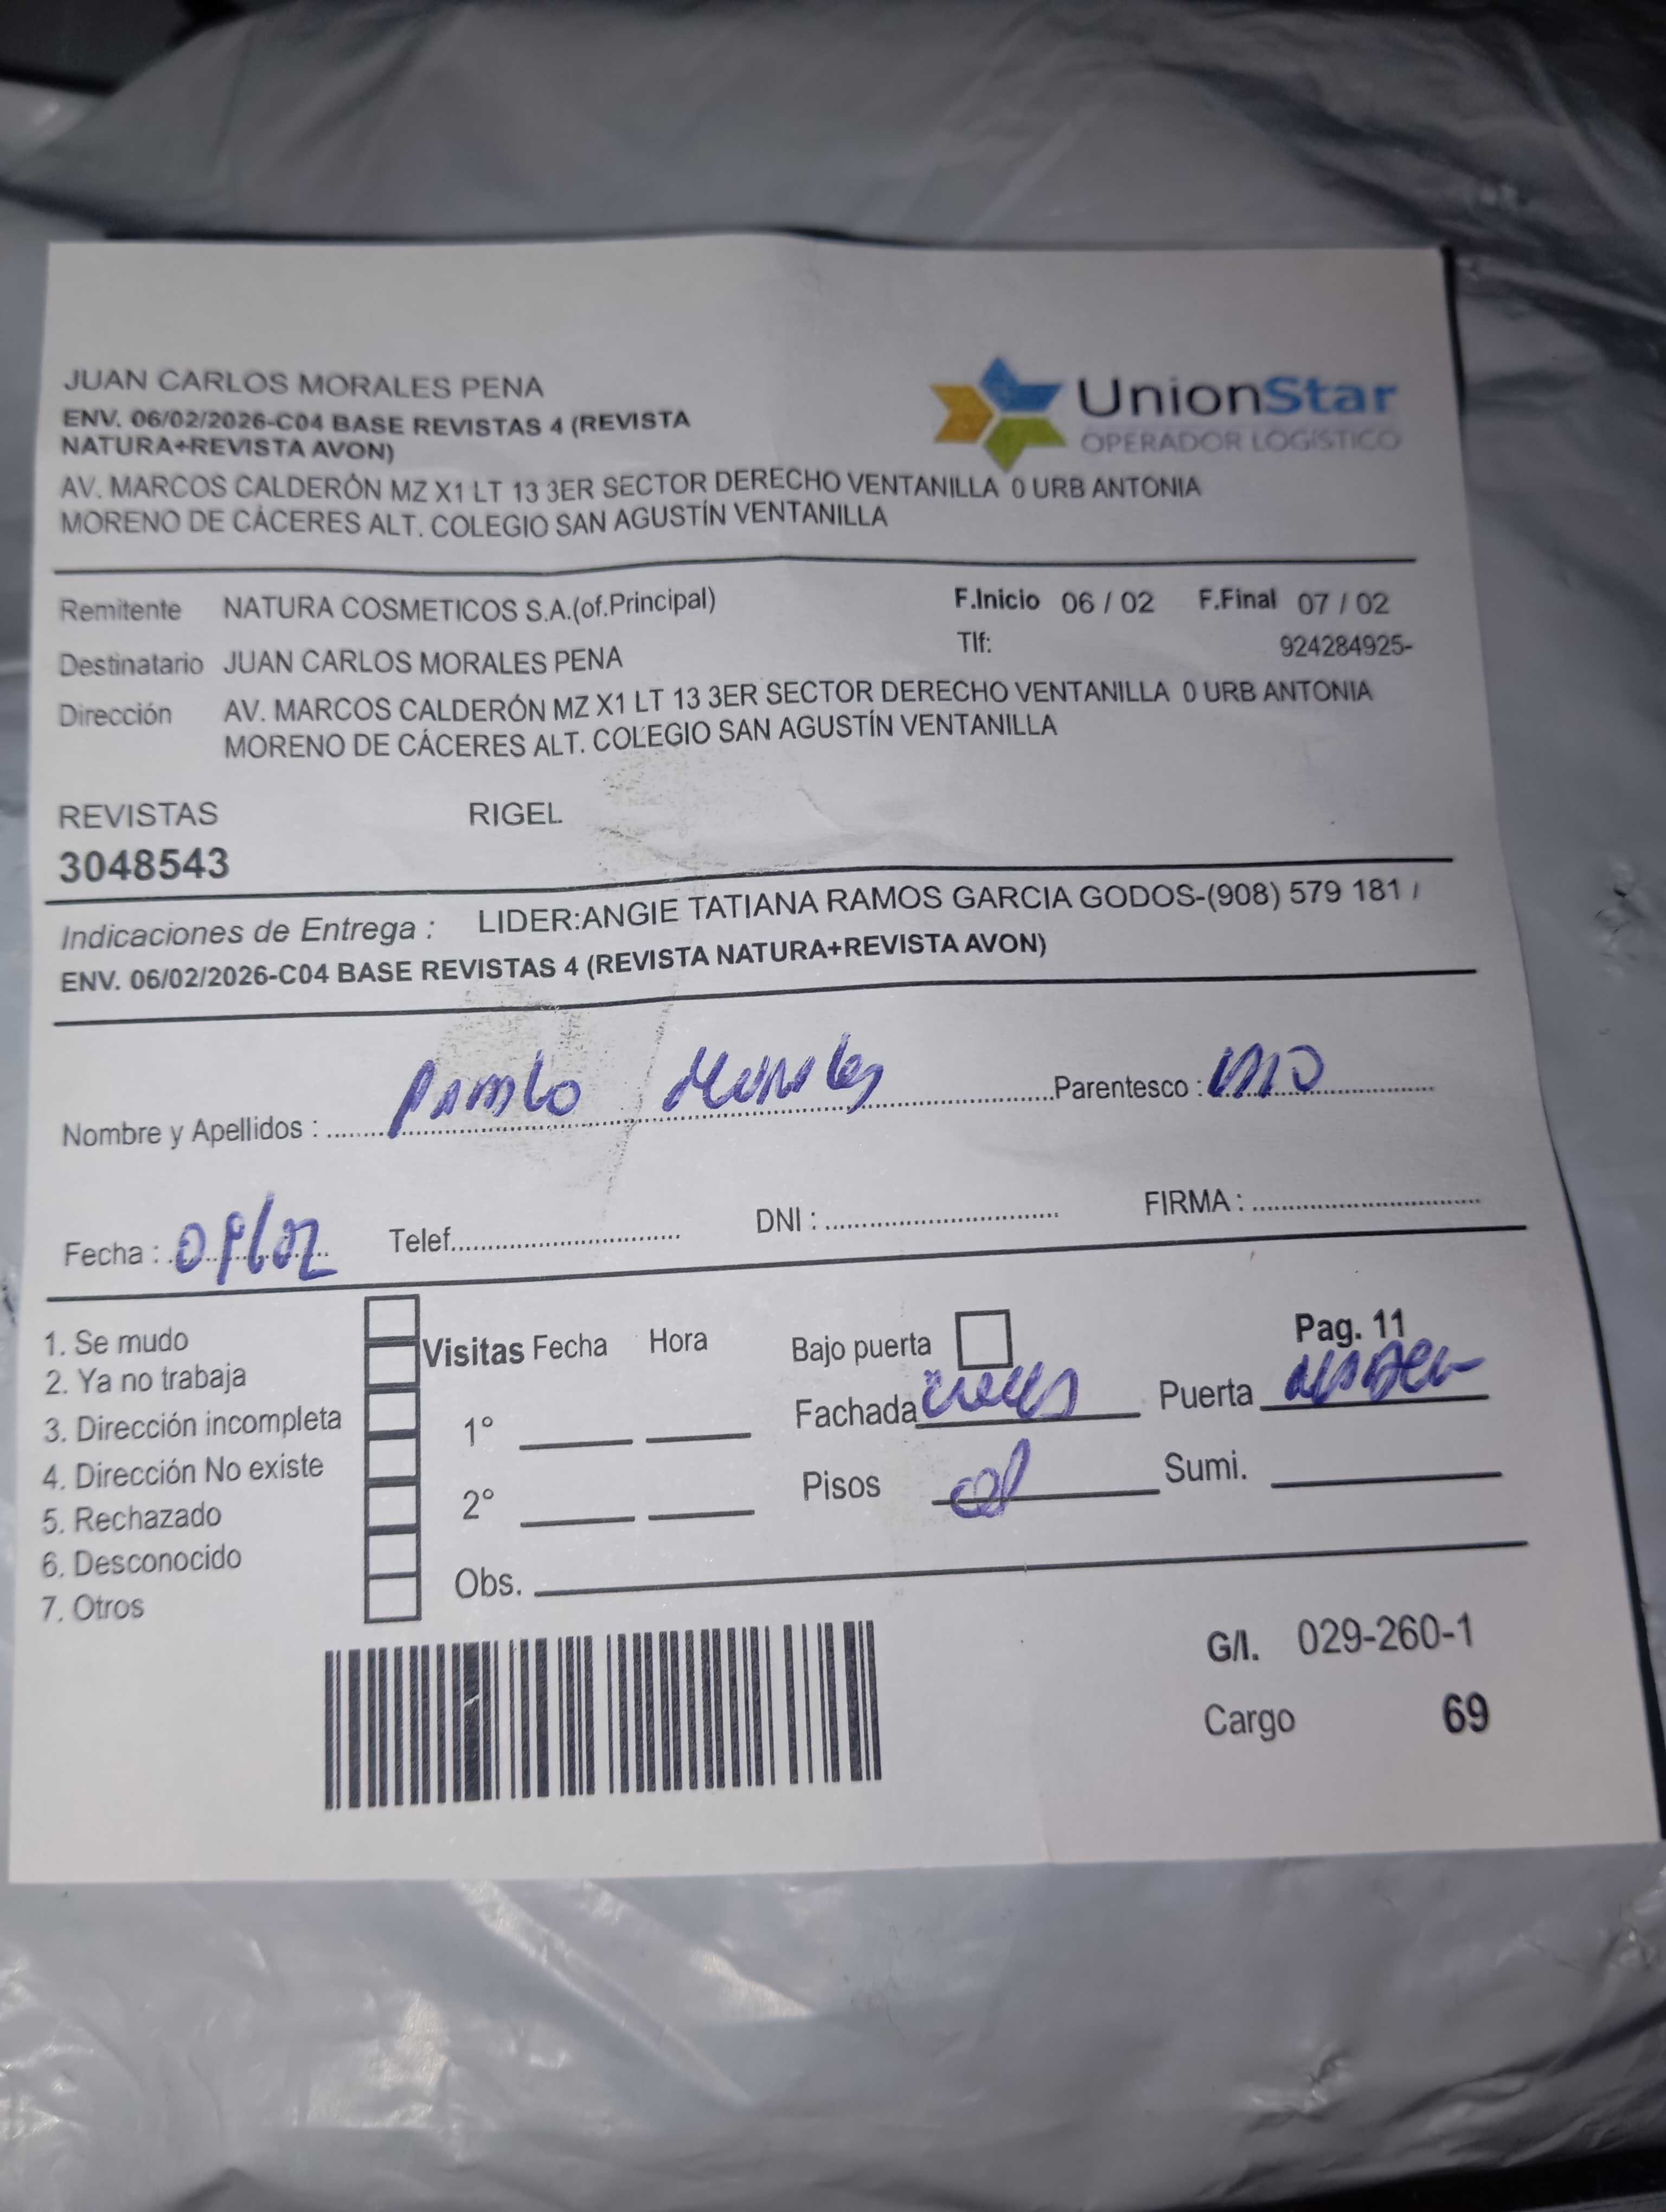 JUAN CARLOS MORALES PENA
ENV. 06/02/2026-C04 BASE REVISTAS 4 (REVISTA
NATURA+REVISTA AVON)
UnionStar
OPERADOR LOGÍSTICO
AV. MARCOS CALDERÓN MZ X1 LT 13 3ER SECTOR DERECHO VENTANILLA 0 URB ANTONIA
MORENO DE CÁCERES ALT. COLEGIO SAN AGUSTÍN VENTANILLA
Remitente NATURA COSMETICOS S.A.(of.Principal) F.Inicio 06 / 02 F.Final 07 / 02
Destinatario JUAN CARLOS MORALES PENA Tlf: 924284925-
Dirección AV. MARCOS CALDERÓN MZ X1 LT 13 3ER SECTOR DERECHO VENTANILLA 0 URB ANTONIA
MORENO DE CÁCERES ALT. COLEGIO SAN AGUSTÍN VENTANILLA
REVISTAS RIGEL
3048543
Indicaciones de Entrega : LIDER:ANGIE TATIANA RAMOS GARCIA GODOS-(908) 579 181 /
ENV. 06/02/2026-C04 BASE REVISTAS 4 (REVISTA NATURA+REVISTA AVON)
Nombre y Apellidos : Morales Parentesco :
Fecha : Telef. DNI : FIRMA :
1. Se mudo
2. Ya no trabaja
3. Dirección incompleta
4. Dirección No existe
5. Rechazado
6. Desconocido
7. Otros
Visitas Fecha Hora
1°
2°
Obs.
Bajo puerta Pag. 11
Fachada Puerta
Pisos Sumi.
G/I. 029-260-1
Cargo 69